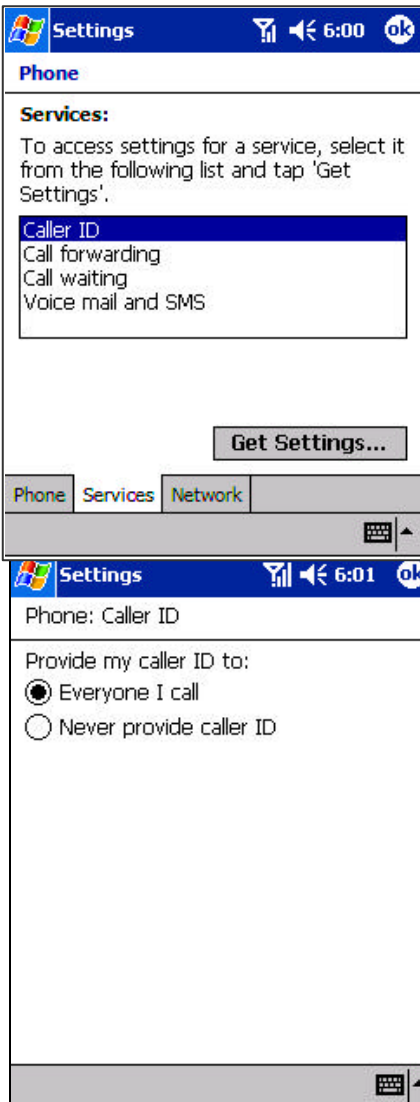 Settings 6:00 ok
Phone
Services:
To access settings for a service, select it
from the following list and tap 'Get
Settings'.
Caller ID
Call forwarding
Call waiting
Voice mail and SMS
Get Settings...
Phone Services Network
Settings 6:01 ok
Phone: Caller ID
Provide my caller ID to:
Everyone I call
Never provide caller ID